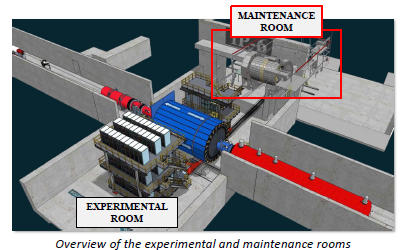 MAINTENANCE
ROOM
EXPERIMENTAL
ROOM
Overview of the experimental and maintenance rooms